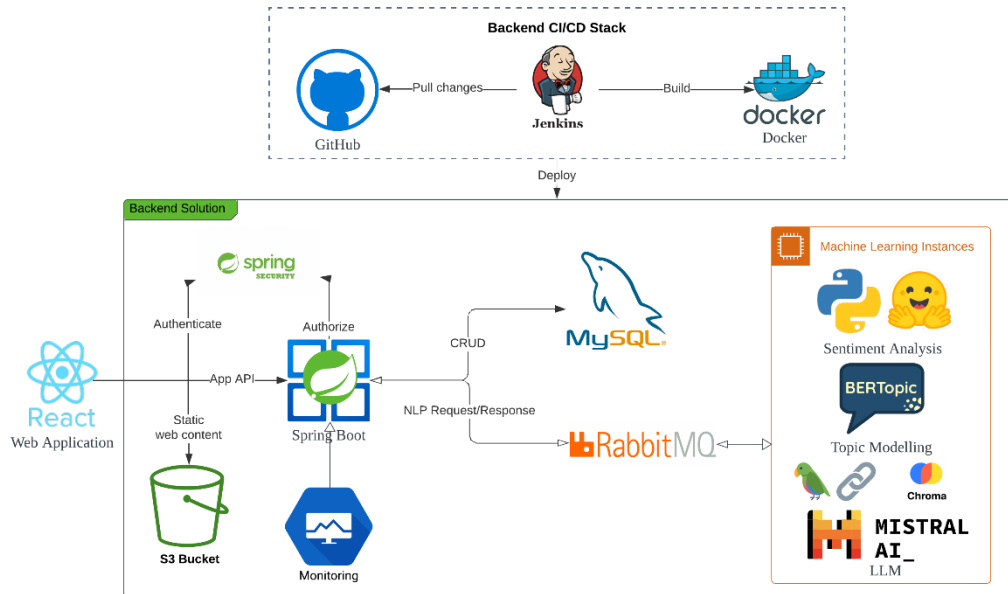 Backend CI/CD Stack
Pull changes
Build
Jenkins
docker
GitHub
Docker
Deploy
Backend Solution
Machine Learning Instances
spring
SECURITY
Authenticate
Authorize
MySQL®
CRUD
Sentiment Analysis
React
App API
BERTopic
Web Application
Static
web content
Spring Boot
NLP Request/Response
RabbitMQ
Topic Modelling
Chroma
S3 Bucket
Monitoring
MISTRAL
AI_
LLM